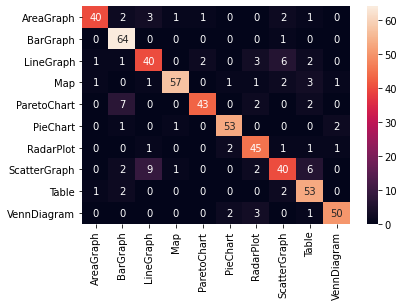 AreaGraph 40 2 3 1 1 0 0 2 1 0
BarGraph 0 64 0 0 0 0 0 1 0 0
LineGraph 1 1 40 0 2 0 3 6 2 0
Map 1 0 1 57 0 1 1 2 3 1
ParetoChart 0 7 0 0 43 0 2 0 2 0
PieChart 0 1 0 1 0 53 0 0 0 2
RadarPlot 0 0 1 0 0 2 45 1 1 1
ScatterGraph 0 2 9 1 0 0 2 40 6 0
Table 1 2 0 0 0 0 0 2 53 0
VennDiagram 0 0 0 0 0 2 3 0 1 50
AreaGraph BarGraph LineGraph Map ParetoChart PieChart RadarPlot ScatterGraph Table VennDiagram
60
50
40
30
20
10
0